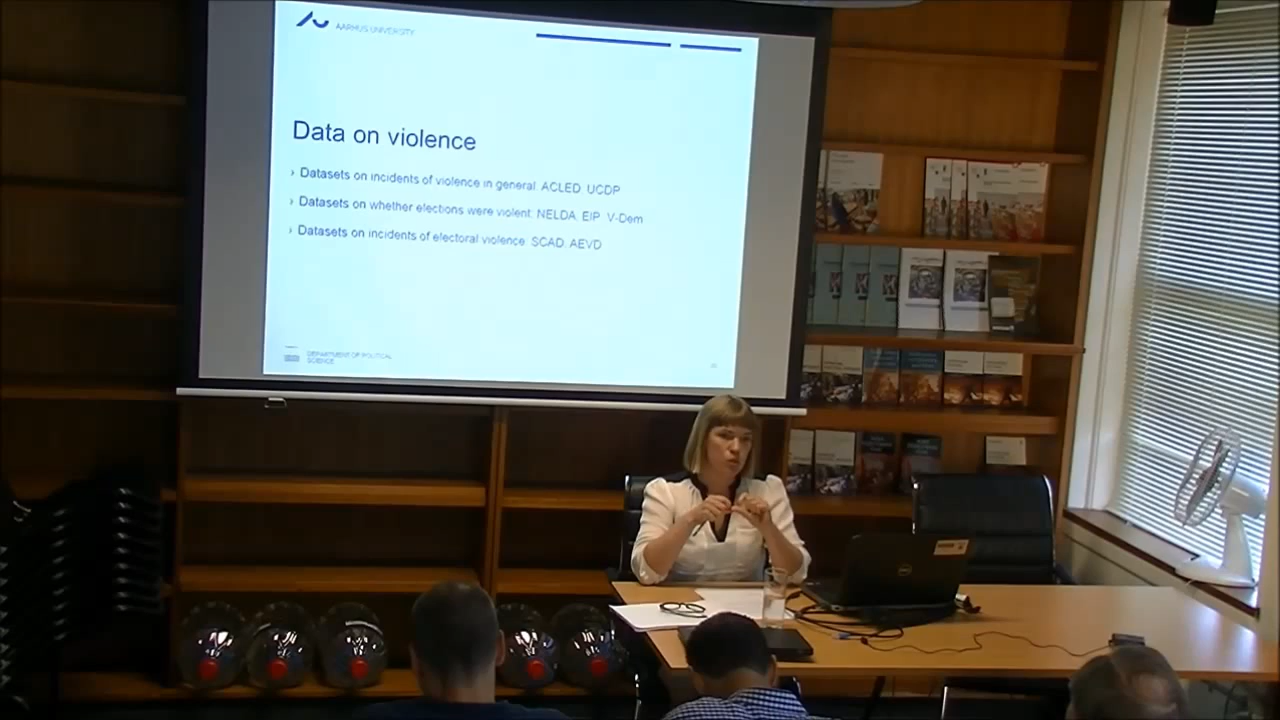 AARHUS UNIVERSITY
Data on violence
› Datasets on incidents of violence in general: ACLED, UCDP
› Datasets on whether elections were violent: NELDA, EIP, V-Dem
› Datasets on incidents of electoral violence: SCAD, AEVD
DEPARTMENT OF POLITICAL
SCIENCE
DELL